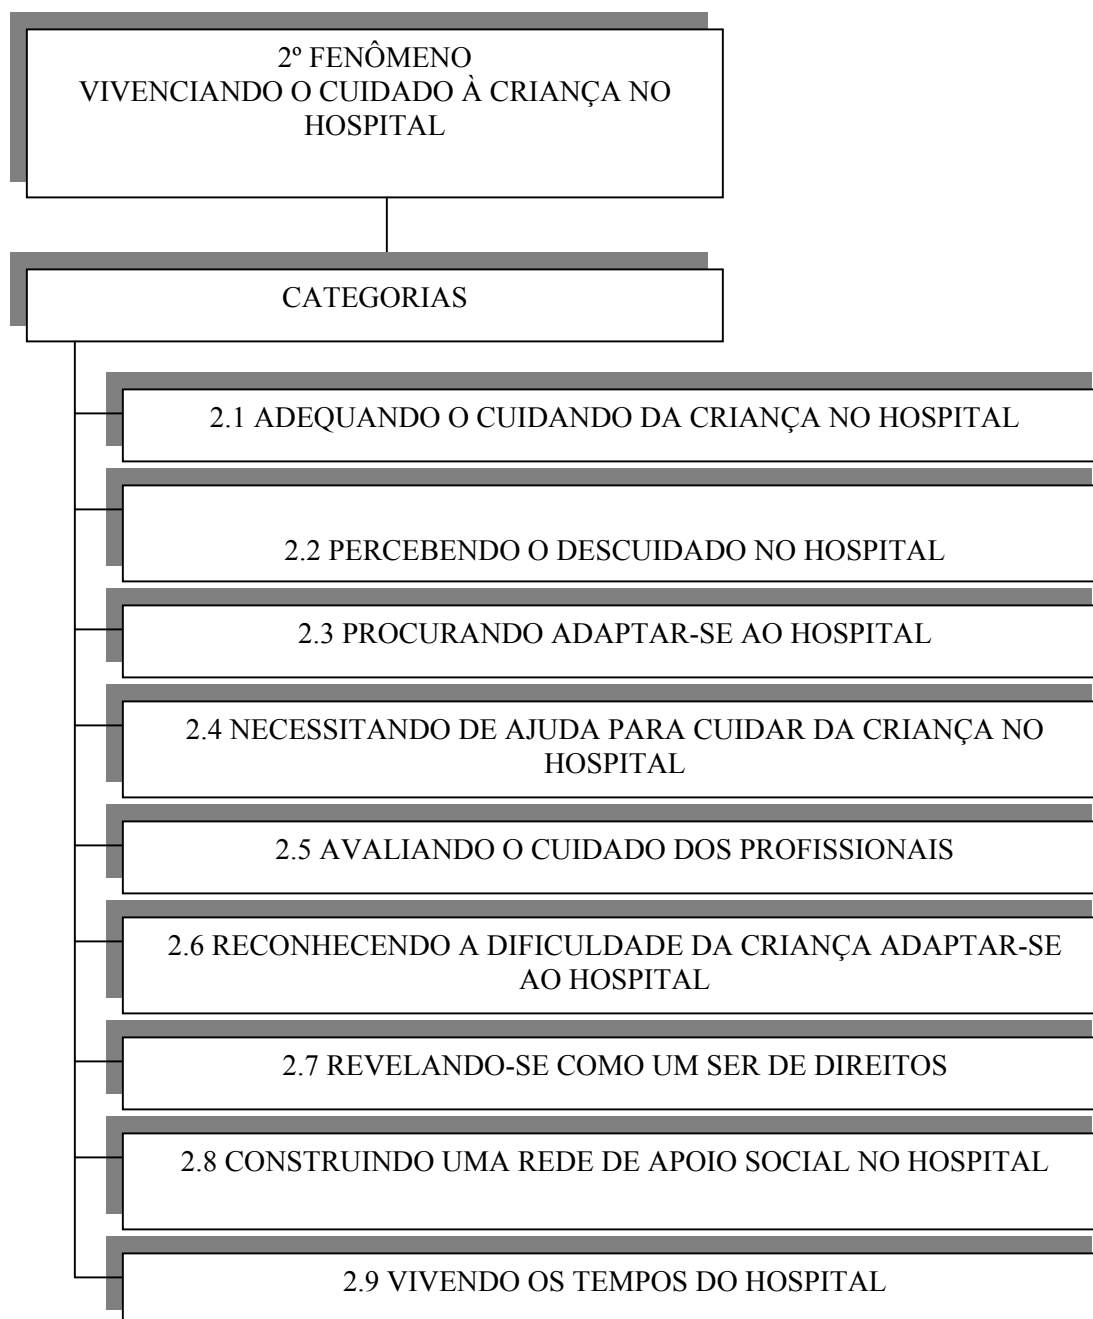 2º FENÔMENO
VIVENCIANDO O CUIDADO À CRIANÇA NO
HOSPITAL
CATEGORIAS
2.1 ADEQUANDO O CUIDANDO DA CRIANÇA NO HOSPITAL
2.2 PERCEBENDO O DESCUIDADO NO HOSPITAL
2.3 PROCURANDO ADAPTAR-SE AO HOSPITAL
2.4 NECESSITANDO DE AJUDA PARA CUIDAR DA CRIANÇA NO
HOSPITAL
2.5 AVALIANDO O CUIDADO DOS PROFISSIONAIS
2.6 RECONHECENDO A DIFICULDADE DA CRIANÇA ADAPTAR-SE
AO HOSPITAL
2.7 REVELANDO-SE COMO UM SER DE DIREITOS
2.8 CONSTRUINDO UMA REDE DE APOIO SOCIAL NO HOSPITAL
2.9 VIVENDO OS TEMPOS DO HOSPITAL